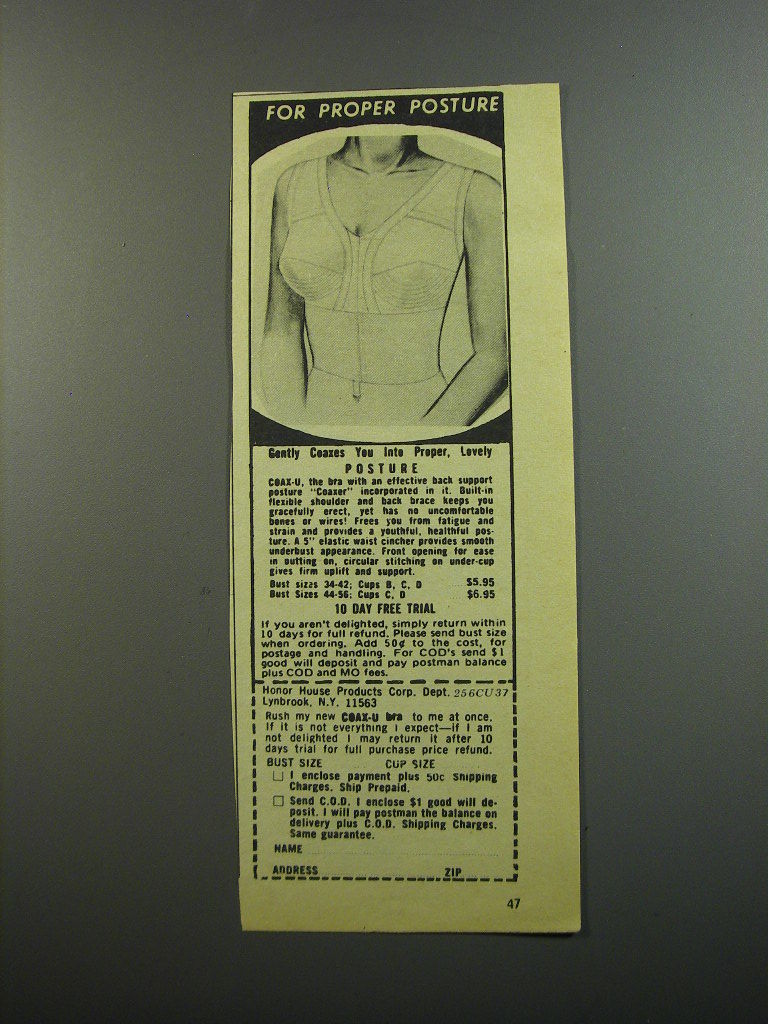 FOR PROPER POSTURE
Gently Coaxes You Into Proper, Lovely
POSTURE
COAX-U, the bra with an effective back support
posture "Coaxer" incorporated in it. Built-in
flexible shoulder and back brace keeps you
gracefully erect, yet has no uncomfortable
bones or wires! Frees you from fatigue and
strain and provides a youthful, healthful pos-
ture. A 5" elastic waist cincher provides smooth
underbust appearance. Front opening for ease
in putting on, circular stitching on under-cup
gives firm uplift and support.
Bust sizes 34-42; Cups B, C, D $5.95
Bust Sizes 44-56; Cups C, D $6.95
10 DAY FREE TRIAL
If you aren't delighted, simply return within
10 days for full refund. Please send bust size
when ordering. Add 50¢ to the cost, for
postage and handling. For COD's send $1
good will deposit and pay postman balance
plus COD and MO fees.
Honor House Products Corp. Dept. 256CU37
Lynbrook, N.Y. 11563
Rush my new COAX-U bra to me at once.
If it is not everything I expect—if I am
not delighted I may return it after 10
days trial for full purchase price refund.
BUST SIZE CUP SIZE
I enclose payment plus 50c Shipping
Charges. Ship Prepaid.
Send C.O.D. I enclose $1 good will de-
posit. I will pay postman the balance on
delivery plus C.O.D. Shipping Charges.
Same guarantee.
NAME
ADDRESS ZIP
47